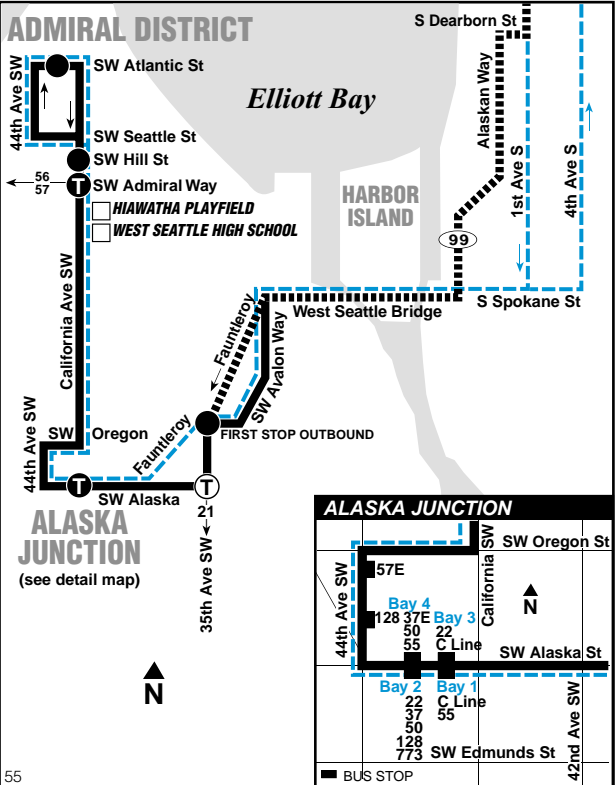 ADMIRAL DISTRICT
S Dearborn St
SW Atlantic St
44th Ave SW
Elliott Bay
Alaskan Way
1st Ave S
4th Ave S
SW Seattle St
SW Hill St
56
57
T
SW Admiral Way
HIAWATHA PLAYFIELD
WEST SEATTLE HIGH SCHOOL
HARBOR
ISLAND
99
California Ave SW
S Spokane St
West Seattle Bridge
Fauntleroy
SW Avalon Way
44th Ave SW
SW Oregon
Fauntleroy
FIRST STOP OUTBOUND
T
SW Alaska
T
21
35th Ave SW
ALASKA
JUNCTION
(see detail map)
N
ALASKA JUNCTION
California SW
SW Oregon St
44th Ave SW
57E
N
Bay 4
128 37E
50
55
Bay 3
22
C Line
SW Alaska St
Bay 2
22
37
50
128
773
Bay 1
C Line
55
SW Edmunds St
42nd Ave SW
BUS STOP
55